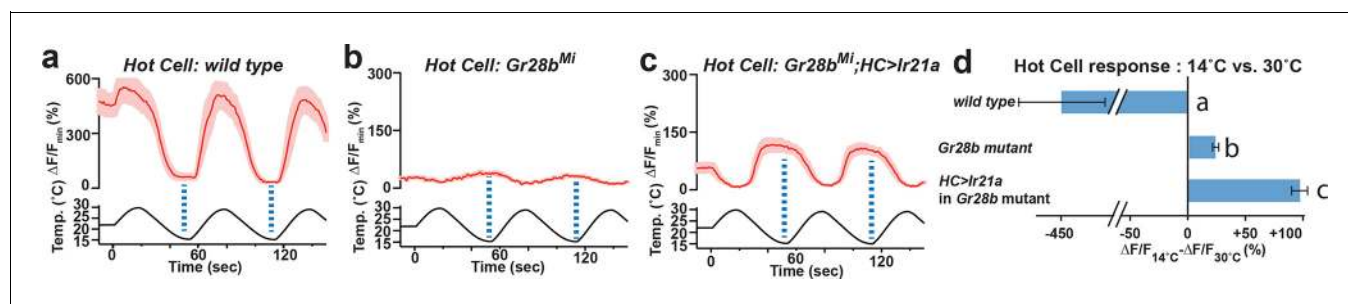 a
Hot Cell: wild type
600
300
0
ΔF/Fmin (%)
30
25
20
15
Temp. (˚C)
0
60
120
Time (sec)
b
Hot Cell: Gr28bMi
300
150
0
ΔF/Fmin (%)
30
25
20
15
Temp. (˚C)
0
60
120
Time (sec)
c
Hot Cell: Gr28bMi;HC>Ir21a
300
150
0
ΔF/Fmin (%)
30
25
20
15
Temp. (˚C)
0
60
120
Time (sec)
d
Hot Cell response : 14˚C vs. 30˚C
wild type
a
Gr28b mutant
b
HC>Ir21a
in Gr28b mutant
c
-450
-50
0
+50
+100
ΔF/F14˚C-ΔF/F30˚C (%)